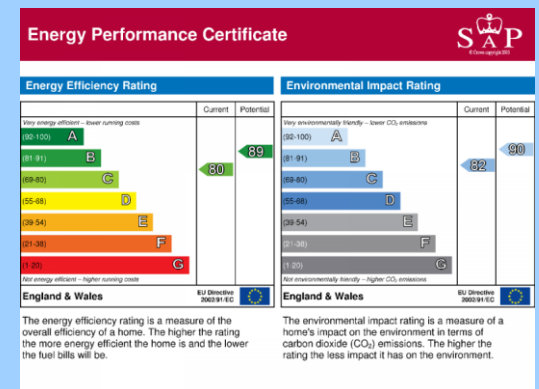 Energy Performance Certificate
SAP
Energy Efficiency Rating
Current Potential
Very energy efficient – lower running costs
(92-100) A
(81-91) B
(69-80) C
(55-68) D
(39-54) E
(21-38) F
(1-20) G
80
89
Not energy efficient – higher running costs
England & Wales
EU Directive
2002/91/EC
The energy efficiency rating is a measure of the
overall efficiency of a home. The higher the rating
the more energy efficient the home is and the lower
the fuel bills will be.
Environmental Impact Rating
Current Potential
Very environmentally friendly – lower CO₂ emissions
(92-100) A
(81-91) B
(69-80) C
(55-68) D
(39-54) E
(21-38) F
(1-20) G
82
90
Not environmentally friendly – higher CO₂ emissions
England & Wales
EU Directive
2002/91/EC
The environmental impact rating is a measure of a
home's impact on the environment in terms of
carbon dioxide (CO₂) emissions. The higher the
rating the less impact it has on the environment.